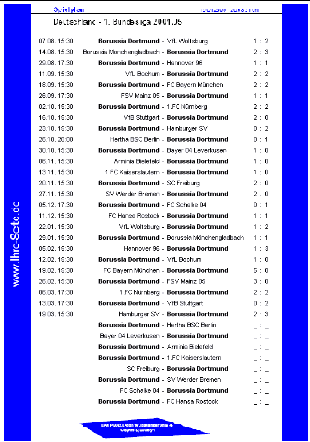 Spielplan
Deutschland - 1. Bundesliga 2004/05
07.08, 15:30 Borussia Dortmund - VfL Wolfsburg 1 : 2
14.08, 15:30 Borussia Mönchengladbach - Borussia Dortmund 2 : 3
29.08, 17:30 Borussia Dortmund - Hannover 96 1 : 1
11.09, 15:30 VfL Bochum - Borussia Dortmund 2 : 2
18.09, 15:30 Borussia Dortmund - FC Bayern München 2 : 2
26.09, 17:30 FSV Mainz 05 - Borussia Dortmund 1 : 1
02.10, 15:30 Borussia Dortmund - 1.FC Nürnberg 2 : 2
16.10, 15:30 VfB Stuttgart - Borussia Dortmund 2 : 0
23.10, 15:30 Borussia Dortmund - Hamburger SV 0 : 2
26.10, 20:00 Hertha BSC Berlin - Borussia Dortmund 0 : 1
30.10, 15:30 Borussia Dortmund - Bayer 04 Leverkusen 1 : 0
06.11, 15:30 Arminia Bielefeld - Borussia Dortmund 1 : 0
13.11, 15:30 1.FC Kaiserslautern - Borussia Dortmund 1 : 0
20.11, 15:30 Borussia Dortmund - SC Freiburg 2 : 0
27.11, 15:30 SV Werder Bremen - Borussia Dortmund 2 : 0
05.12, 17:30 Borussia Dortmund - FC Schalke 04 0 : 1
11.12, 15:30 FC Hansa Rostock - Borussia Dortmund 1 : 1
22.01, 15:30 VfL Wolfsburg - Borussia Dortmund 1 : 2
29.01, 15:30 Borussia Dortmund - Borussia Mönchengladbach 1 : 1
05.02, 15:30 Hannover 96 - Borussia Dortmund 1 : 3
12.02, 15:30 Borussia Dortmund - VfL Bochum 1 : 0
19.02, 15:30 FC Bayern München - Borussia Dortmund 5 : 0
26.02, 15:30 Borussia Dortmund - FSV Mainz 05 3 : 0
06.03, 17:30 1.FC Nürnberg - Borussia Dortmund 2 : 2
13.03, 17:30 Borussia Dortmund - VfB Stuttgart 0 : 2
19.03, 15:30 Hamburger SV - Borussia Dortmund 2 : 3
Borussia Dortmund - Hertha BSC Berlin _ : _
Bayer 04 Leverkusen - Borussia Dortmund _ : _
Borussia Dortmund - Arminia Bielefeld _ : _
Borussia Dortmund - 1.FC Kaiserslautern _ : _
SC Freiburg - Borussia Dortmund _ : _
Borussia Dortmund - SV Werder Bremen _ : _
FC Schalke 04 - Borussia Dortmund _ : _
Borussia Dortmund - FC Hansa Rostock _ : _
www.Ihre-Seite.de